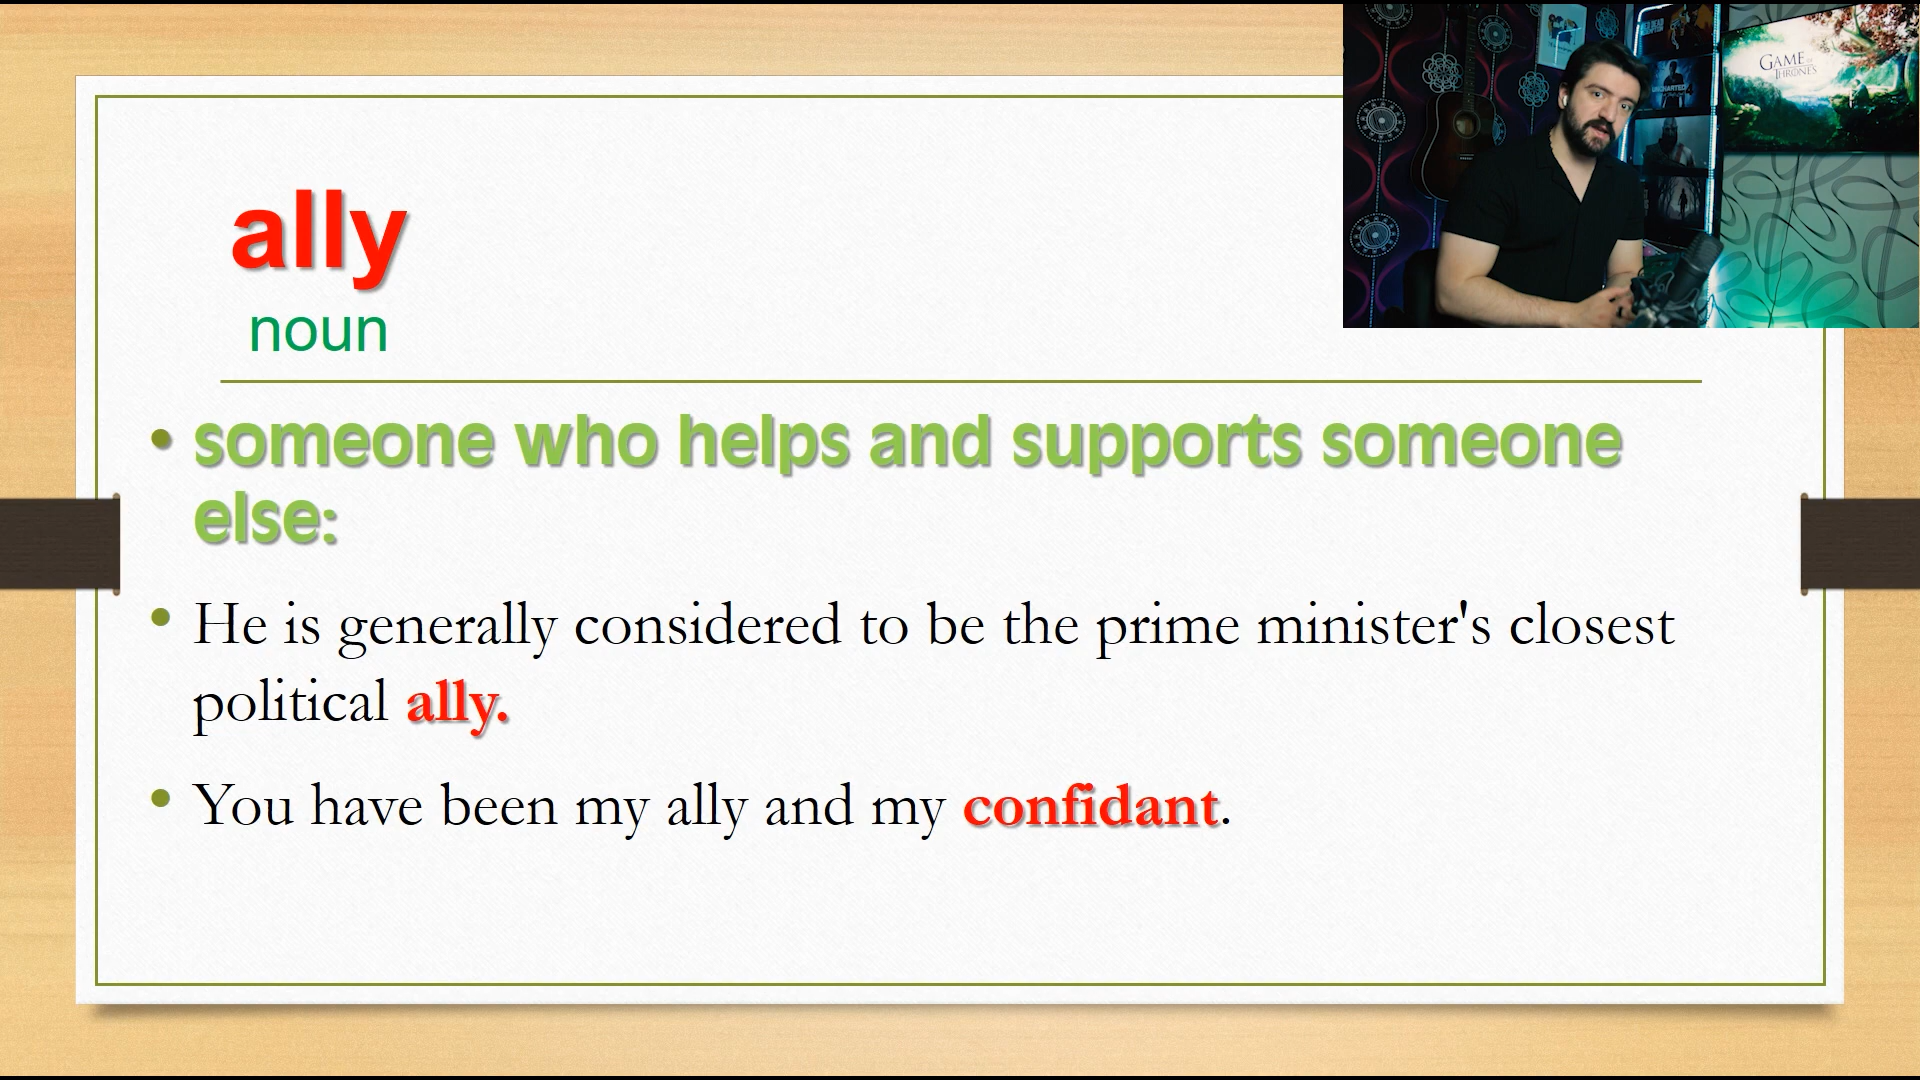 ally
noun
• someone who helps and supports someone
else:
• He is generally considered to be the prime minister's closest
political ally.
• You have been my ally and my confidant.
GAME OF
THRONES
UNCHARTED